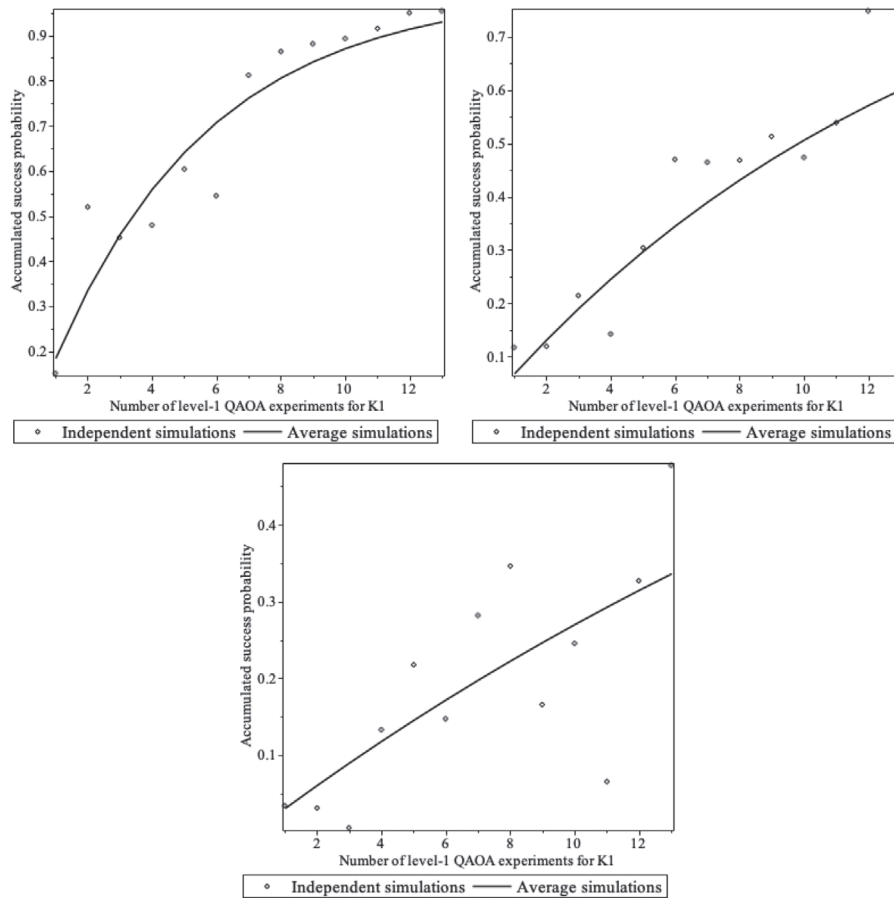 Accumulated success probability
0.9
0.8
0.7
0.6
0.5
0.4
0.3
0.2
2 4 6 8 10 12
Number of level-1 QAOA experiments for K1
Independent simulations Average simulations
Accumulated success probability
0.7
0.6
0.5
0.4
0.3
0.2
0.1
2 4 6 8 10 12
Number of level-1 QAOA experiments for K1
Independent simulations Average simulations
Accumulated success probability
0.4
0.3
0.2
0.1
2 4 6 8 10 12
Number of level-1 QAOA experiments for K1
Independent simulations Average simulations